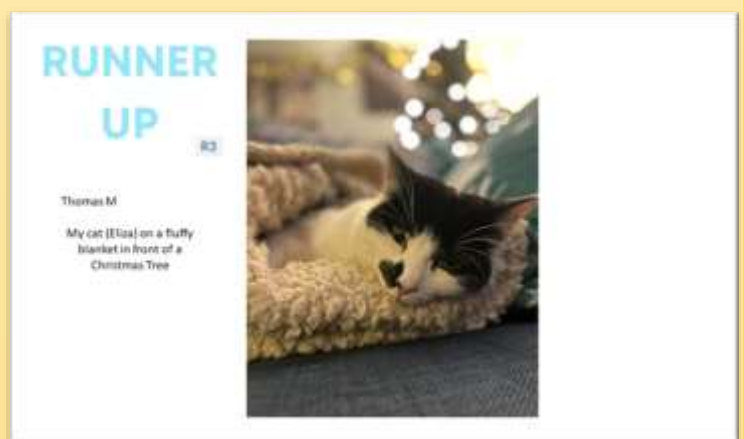 RUNNER
UP
R3
Thomas M
My cat (Eliza) on a fluffy
blanket in front of a
Christmas Tree